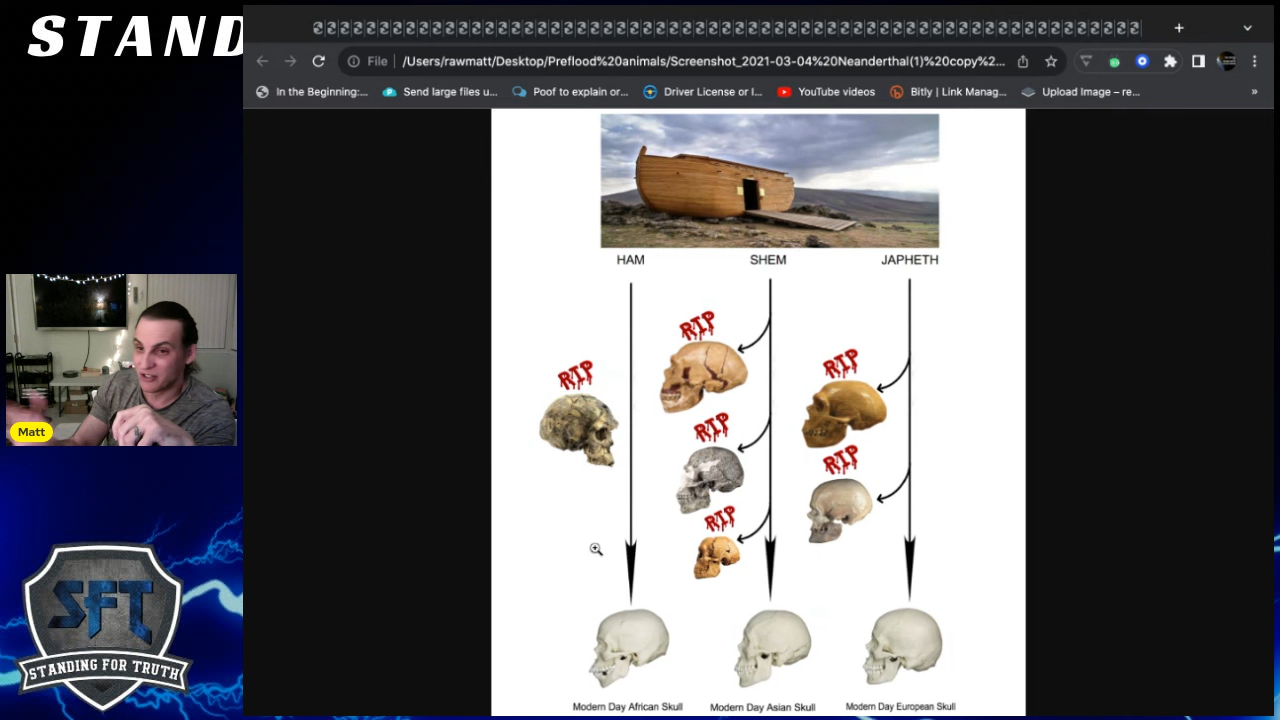 STAND
File
/Users/rawmatt/Desktop/Preflood%20animals/Screenshot_2021-03-04%20Neanderthal(1)%20copy%2...
In the Beginning:...
Send large files u...
Poof to explain or...
Driver License or I...
YouTube videos
Bitly | Link Manag...
Upload Image – re...
»
HAM
SHEM
JAPHETH
RIP
RIP
RIP
RIP
RIP
RIP
Matt
SFT
STANDING FOR TRUTH
Modern Day African Skull
Modern Day Asian Skull
Modern Day European Skull